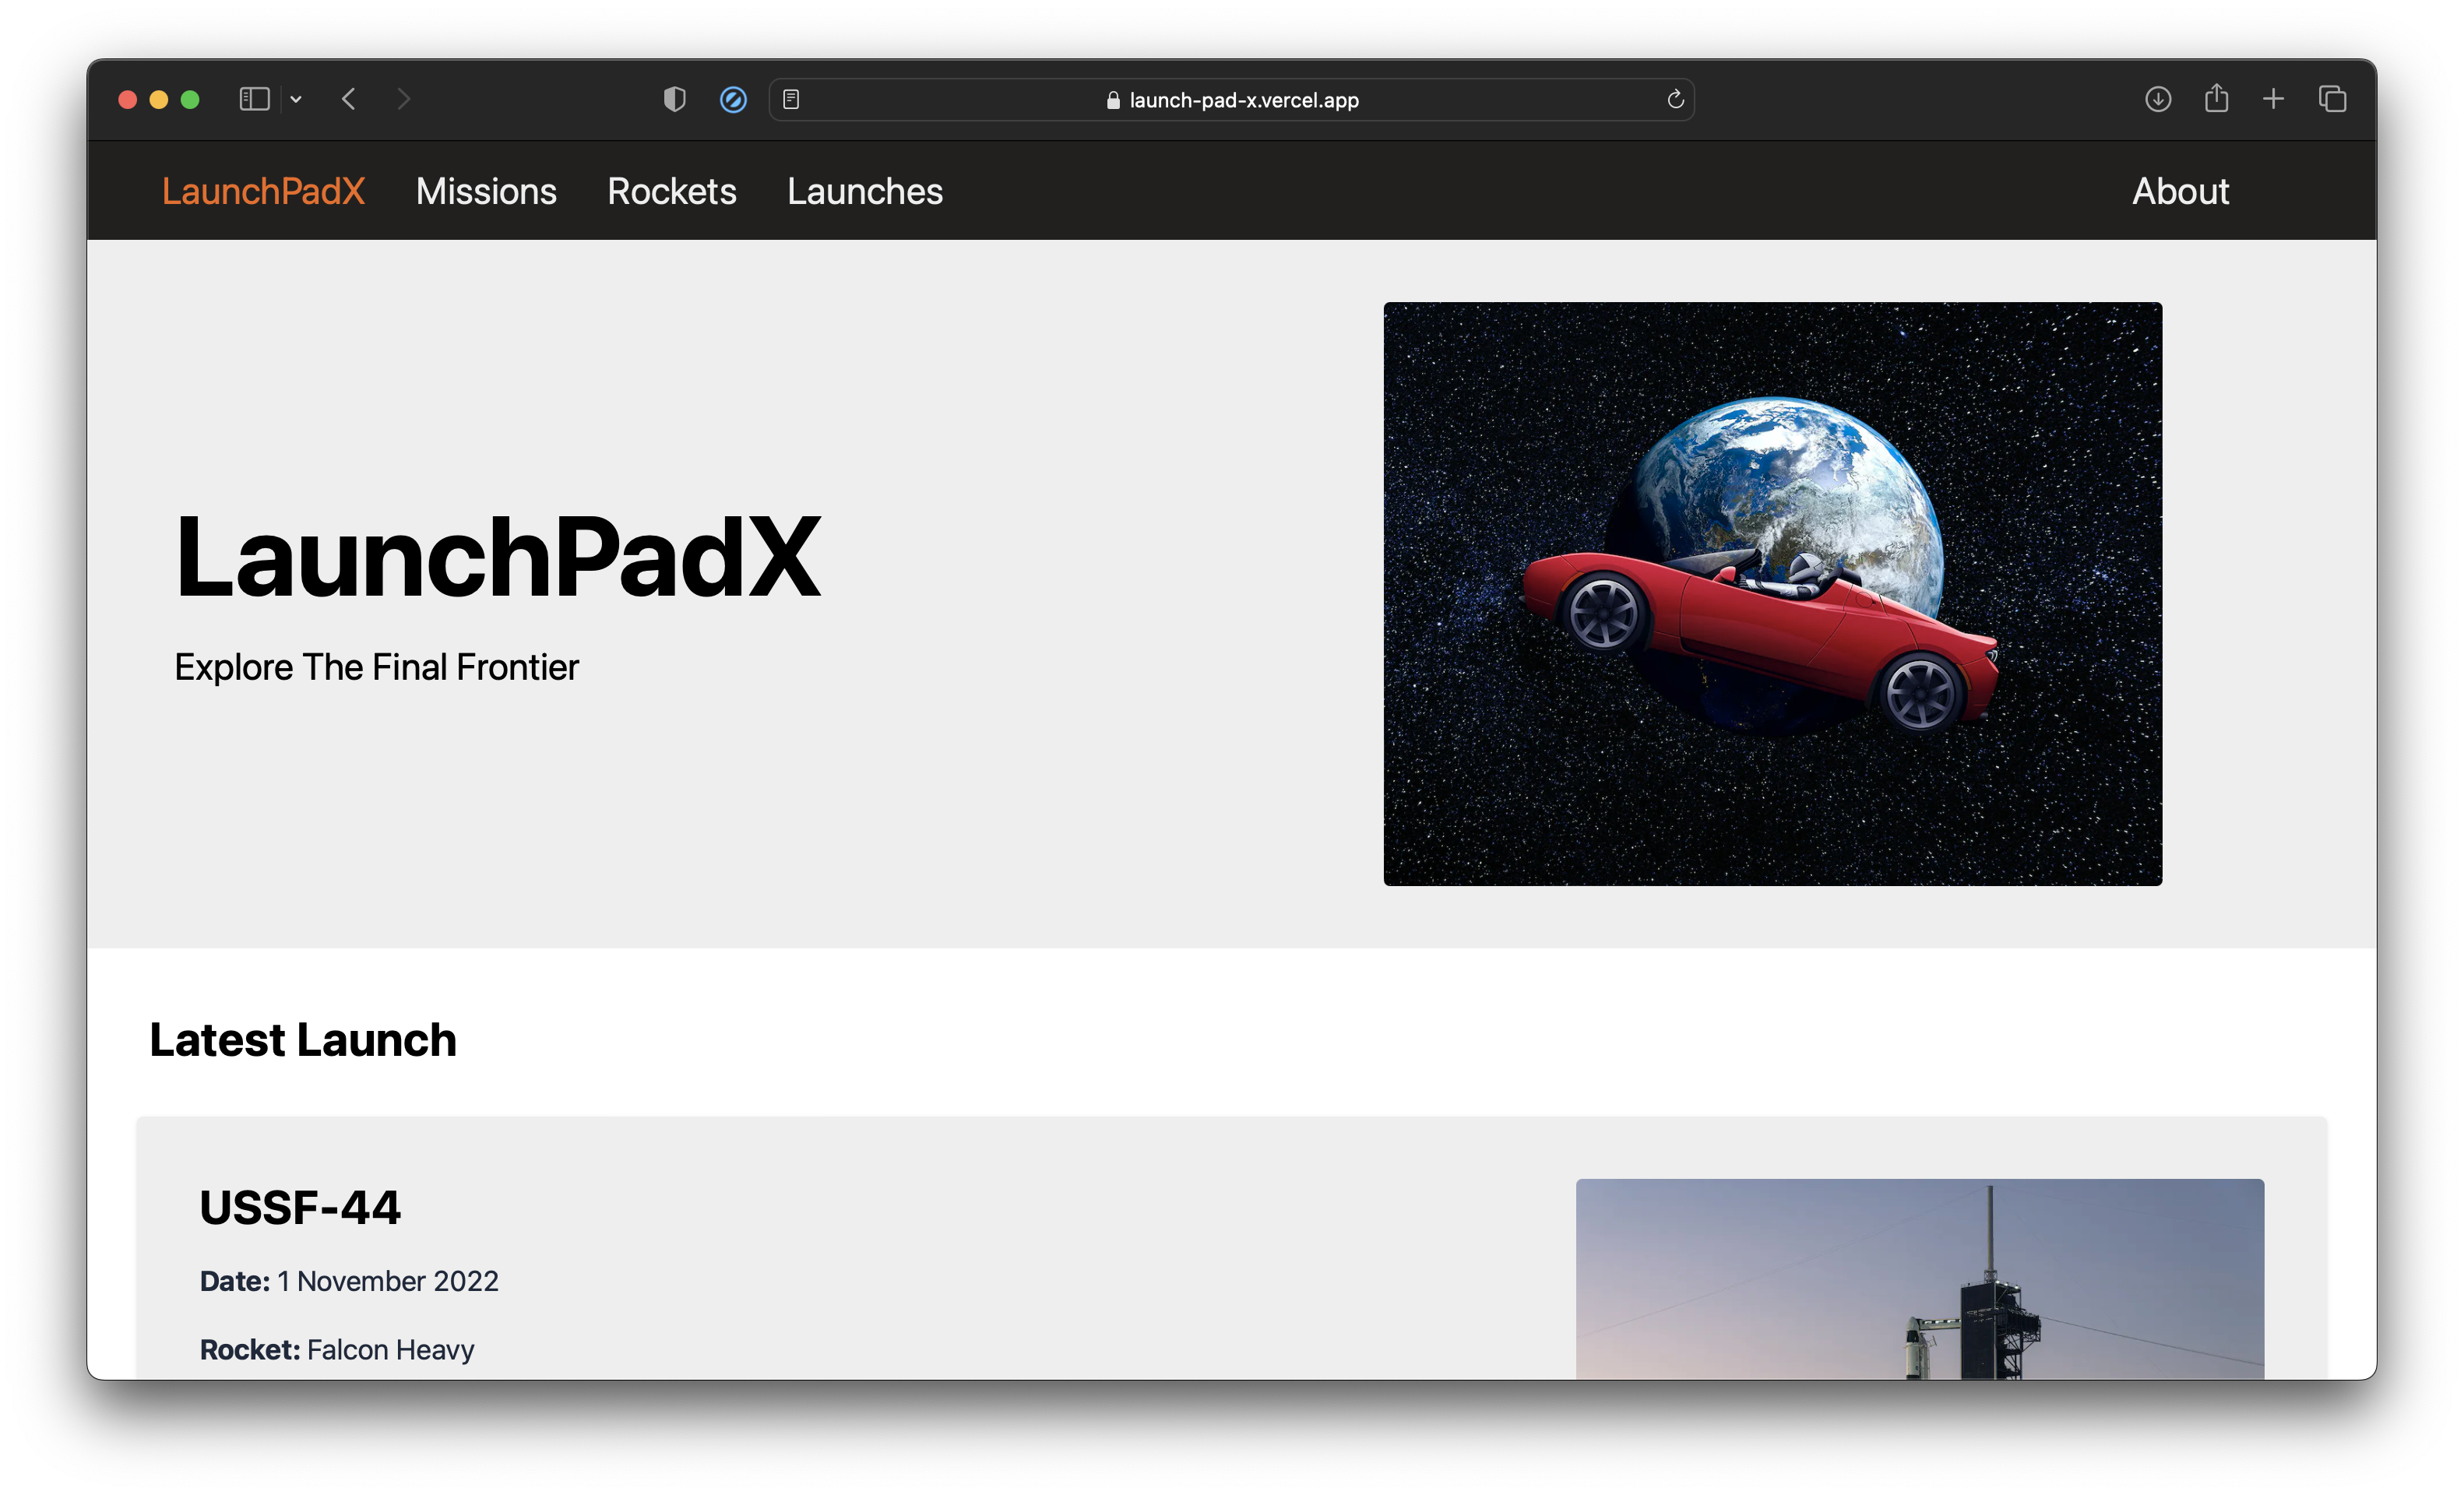 launch-pad-x.vercel.app
LaunchPadX Missions Rockets Launches About
LaunchPadX
Explore The Final Frontier
Latest Launch
USSF-44
Date: 1 November 2022
Rocket: Falcon Heavy